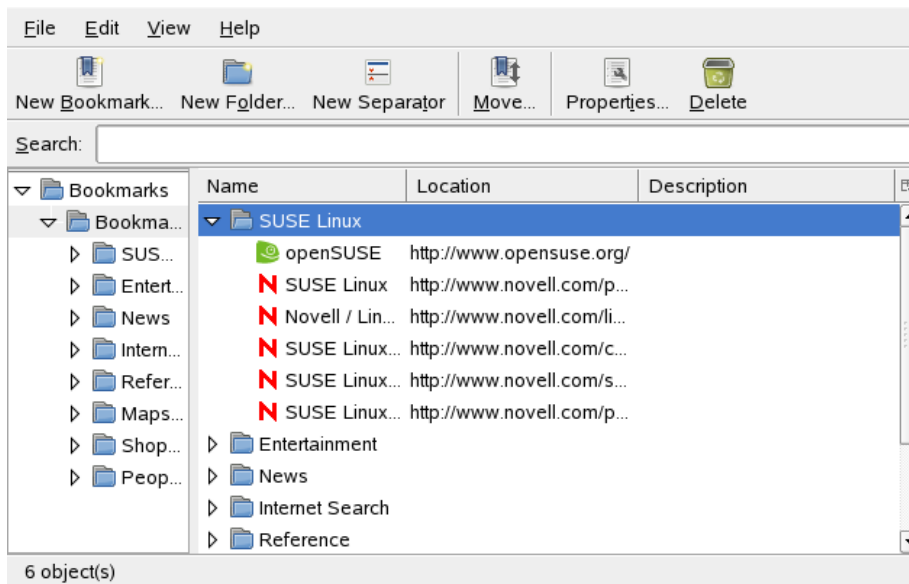 File Edit View Help
New Bookmark... New Folder... New Separator Move... Properties... Delete
Search:
Bookmarks
Bookma...
SUS...
Entert...
News
Intern...
Refer...
Maps...
Shop...
Peop...
Name Location Description
SUSE Linux
openSUSE http://www.opensuse.org/
SUSE Linux http://www.novell.com/p...
Novell / Lin... http://www.novell.com/li...
SUSE Linux... http://www.novell.com/c...
SUSE Linux... http://www.novell.com/s...
SUSE Linux... http://www.novell.com/p...
Entertainment
News
Internet Search
Reference
6 object(s)